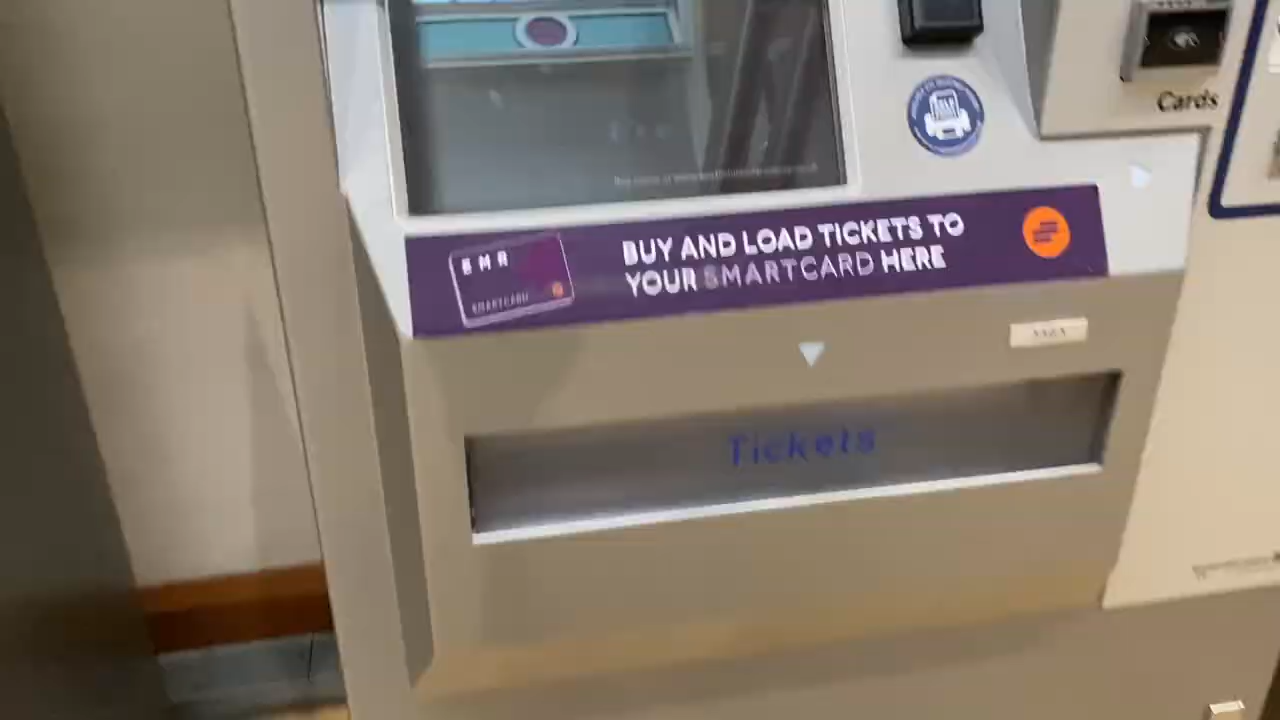 Cards
BUY AND LOAD TICKETS TO
YOUR SMARTCARD HERE
EMR
SMARTCARD
Tickets